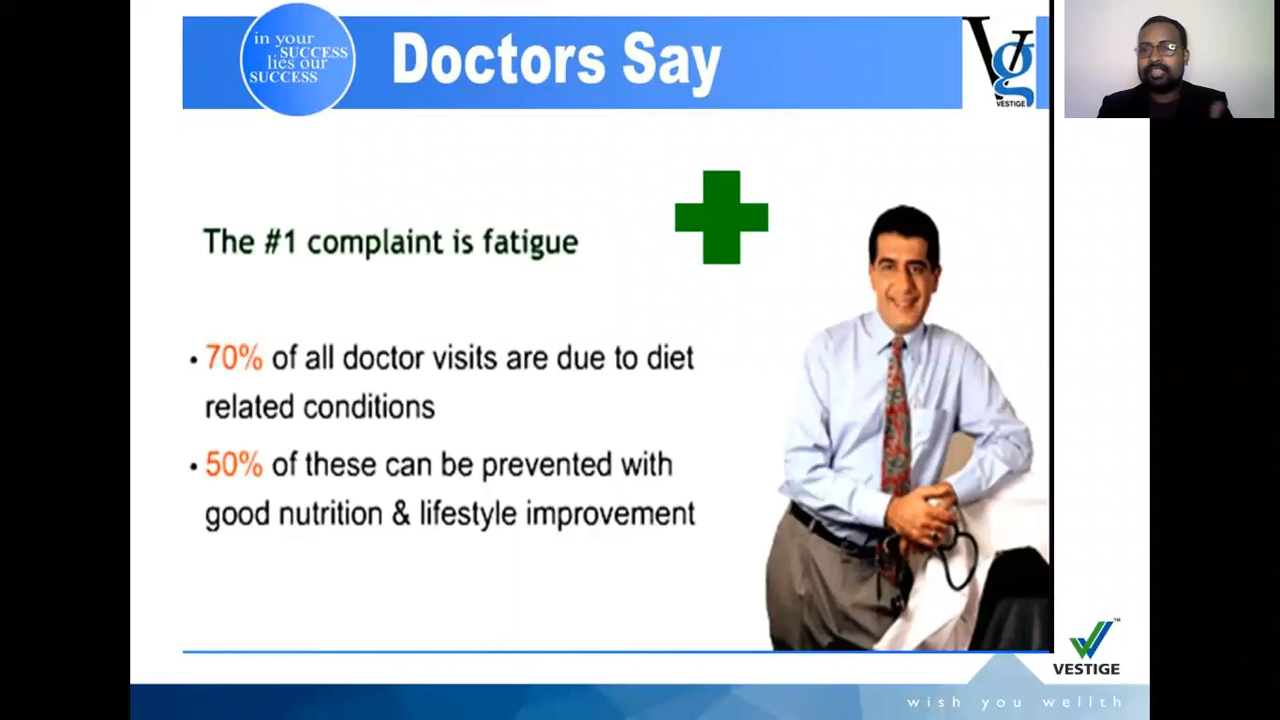 in your
SUCCESS
lies our
SUCCESS
Doctors Say
Vg
VESTIGE
The #1 complaint is fatigue
• 70% of all doctor visits are due to diet
related conditions
• 50% of these can be prevented with
good nutrition & lifestyle improvement
TM
VESTIGE
wish you wellth